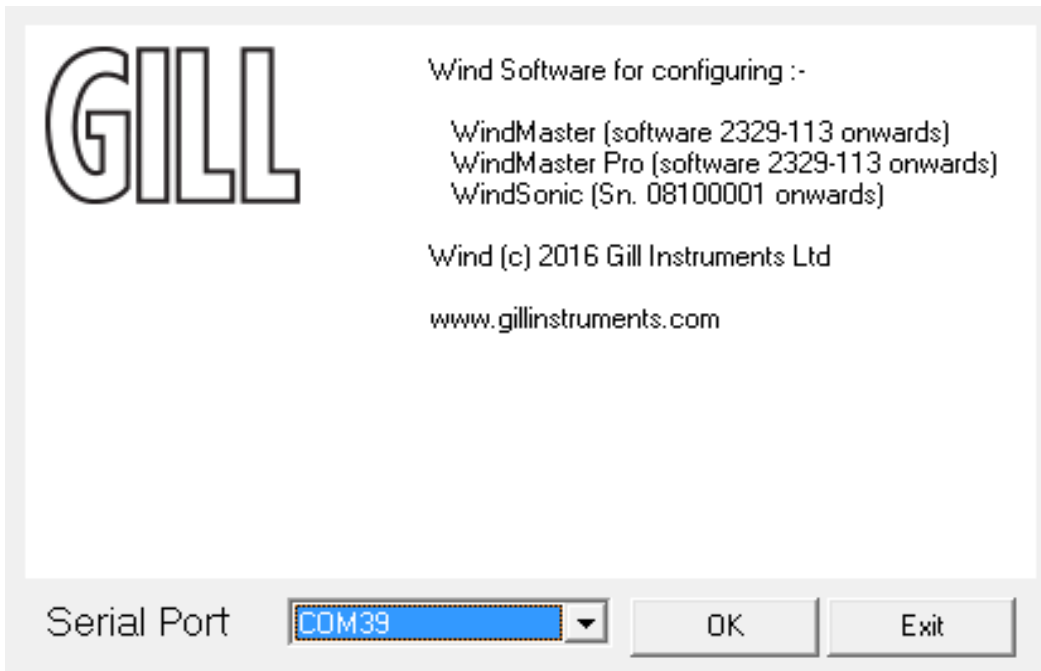 GILL
Wind Software for configuring :-
WindMaster (software 2329-113 onwards)
WindMaster Pro (software 2329-113 onwards)
WindSonic (Sn. 08100001 onwards)
Wind (c) 2016 Gill Instruments Ltd
www.gillinstruments.com
Serial Port COM39 OK Exit